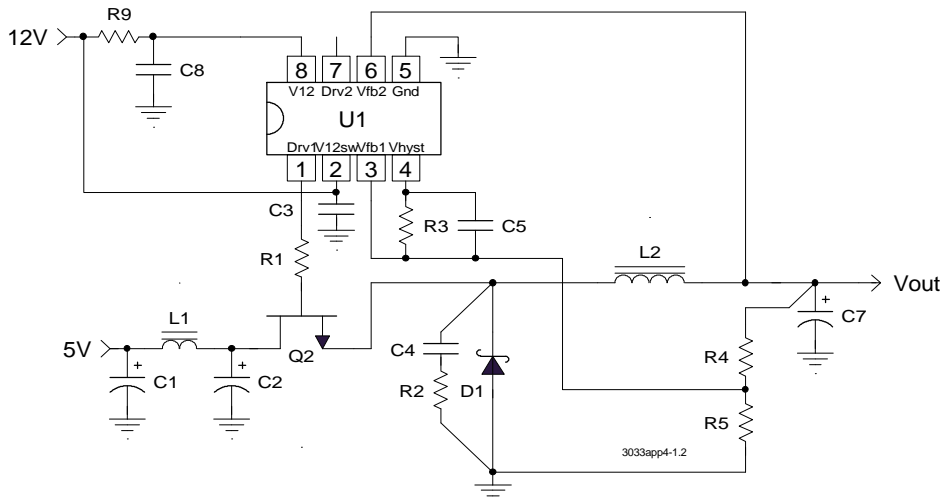 R9
12V
C8
8 7 6 5
V12 Drv2 Vfb2 Gnd
U1
Drv1 V12sw Vfb1 Vhyst
1 2 3 4
C3
R3
C5
R1
L2
Vout
+
C7
L1
5V
Q2
C4
R4
+
C1
+
C2
R2
D1
R5
3033app4-1.2